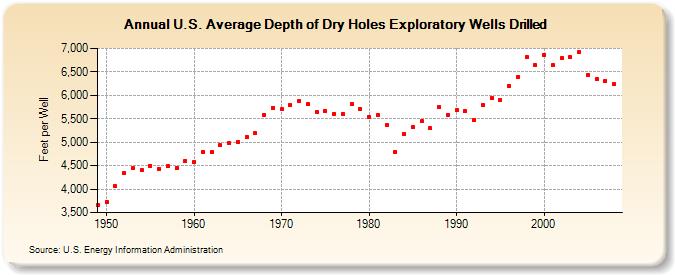 Annual U.S. Average Depth of Dry Holes Exploratory Wells Drilled
Feet per Well
7,000
6,500
6,000
5,500
5,000
4,500
4,000
3,500
1950 1960 1970 1980 1990 2000
Source: U.S. Energy Information Administration